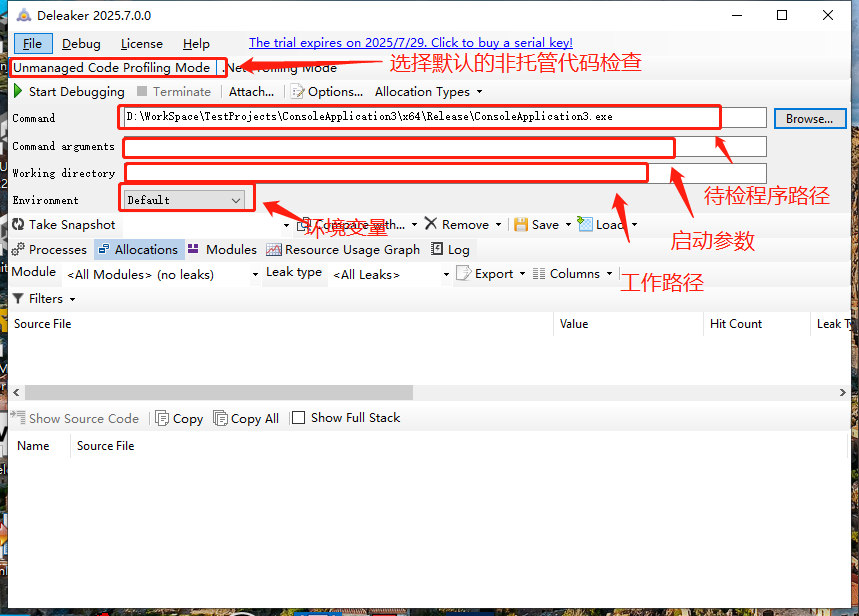 Deleaker 2025.7.0.0
File Debug License Help The trial expires on 2025/7/29. Click to buy a serial key!
Unmanaged Code Profiling Mode .Net Profiling Mode 选择默认的非托管代码检查
Start Debugging Terminate Attach... Options... Allocation Types
Command D:\WorkSpace\TestProjects\ConsoleApplication3\x64\Release\ConsoleApplication3.exe Browse...
Command arguments
Working directory
待检程序路径
Environment Default
环境变量
Take Snapshot Compare with... Remove Save Load
启动参数
Processes Allocations Modules Resource Usage Graph Log
Module <All Modules> (no leaks) Leak type <All Leaks> Export Columns
工作路径
Filters
Source File Value Hit Count Leak Ty
Show Source Code Copy Copy All Show Full Stack
Name Source File